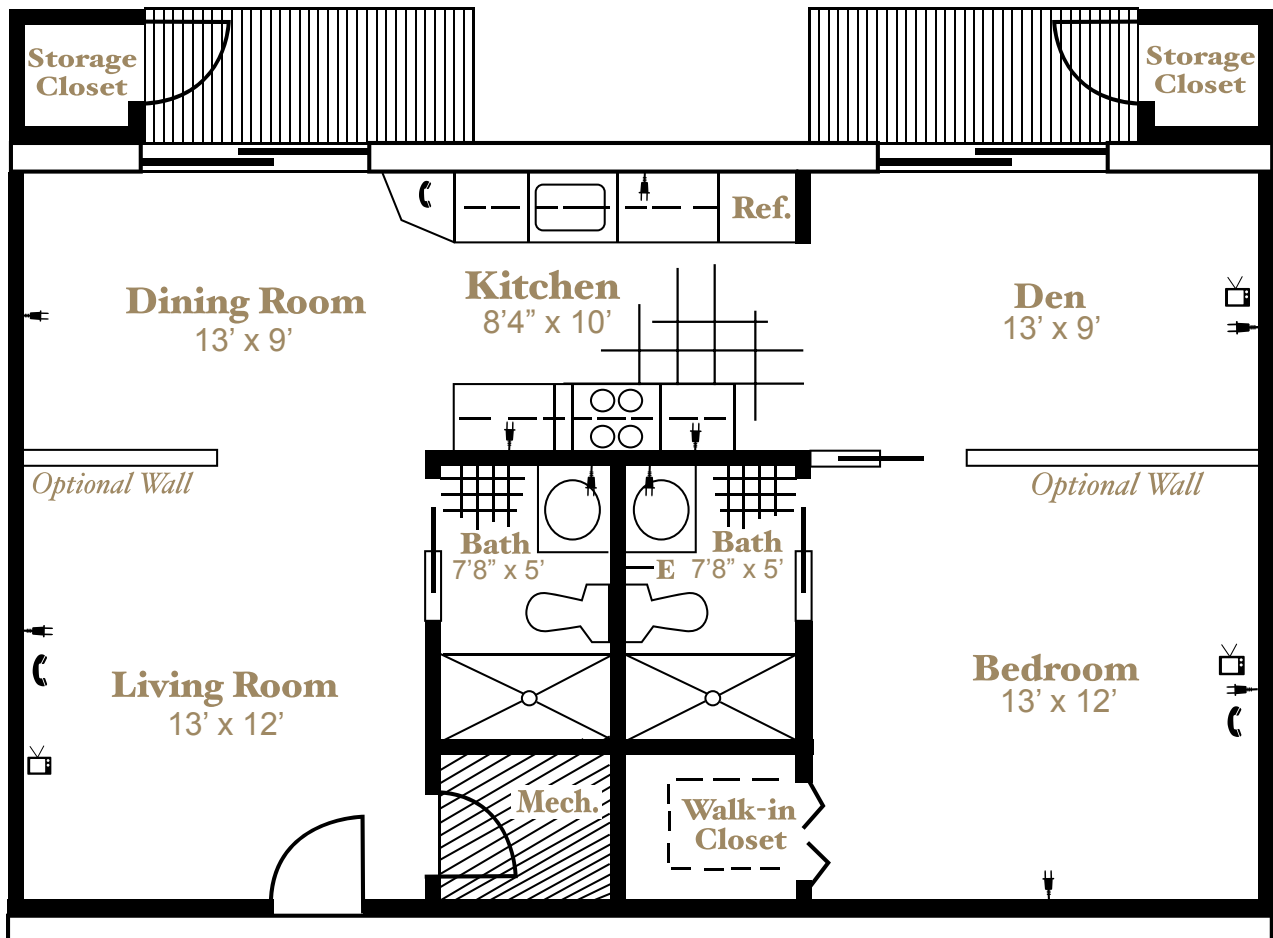 Storage
Closet
Storage
Closet
Ref.
Dining Room
13’ x 9’
Kitchen
8’4” x 10’
Den
13’ x 9’
Optional Wall
Optional Wall
Bath
7’8” x 5’
Bath
7’8” x 5’
E
Living Room
13’ x 12’
Bedroom
13’ x 12’
Mech.
Walk-in
Closet